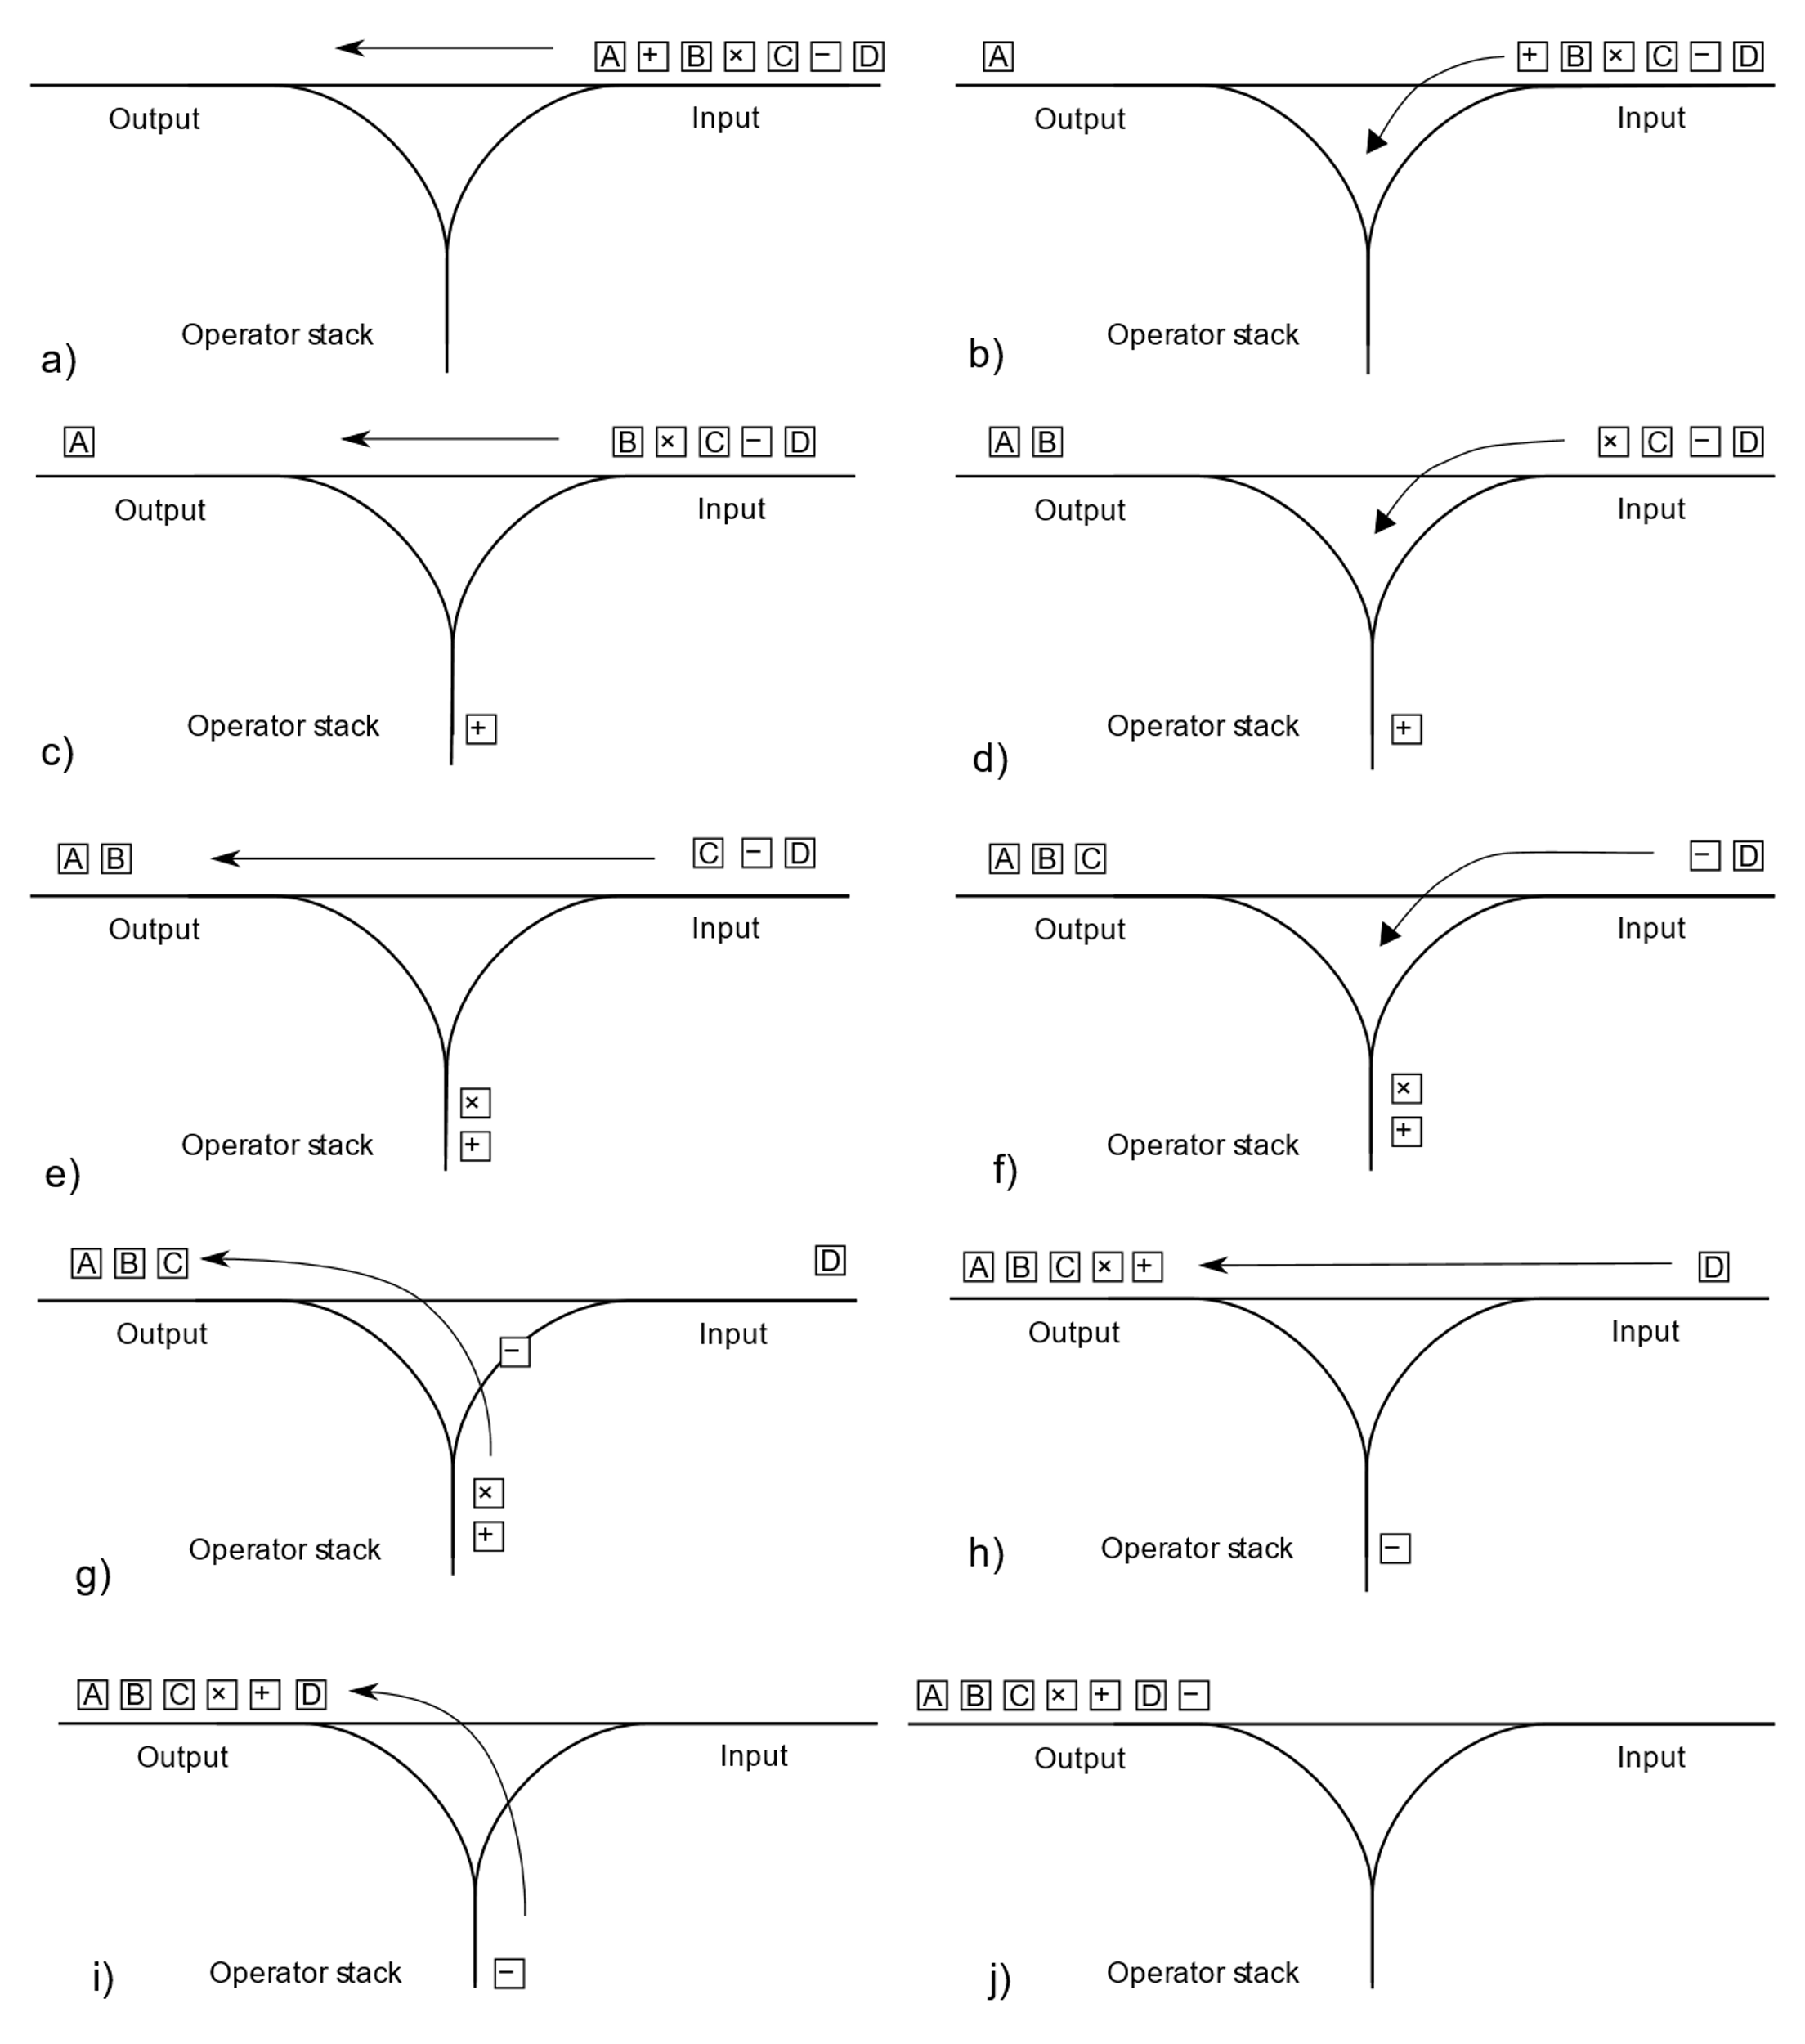 A + B × C − D
Output Input
Operator stack
a)
A + B × C − D
Output Input
Operator stack
b)
A B × C − D
Output Input
Operator stack +
c)
A B × C − D
Output Input
Operator stack +
d)
A B C − D
Output Input
×
Operator stack +
e)
A B C − D
Output Input
×
+
Operator stack
f)
A B C D
Output Input
−
×
+
Operator stack
g)
A B C × + D
Output Input
Operator stack −
h)
A B C × + D
Output Input
Operator stack −
i)
A B C × + D −
Output Input
Operator stack
j)